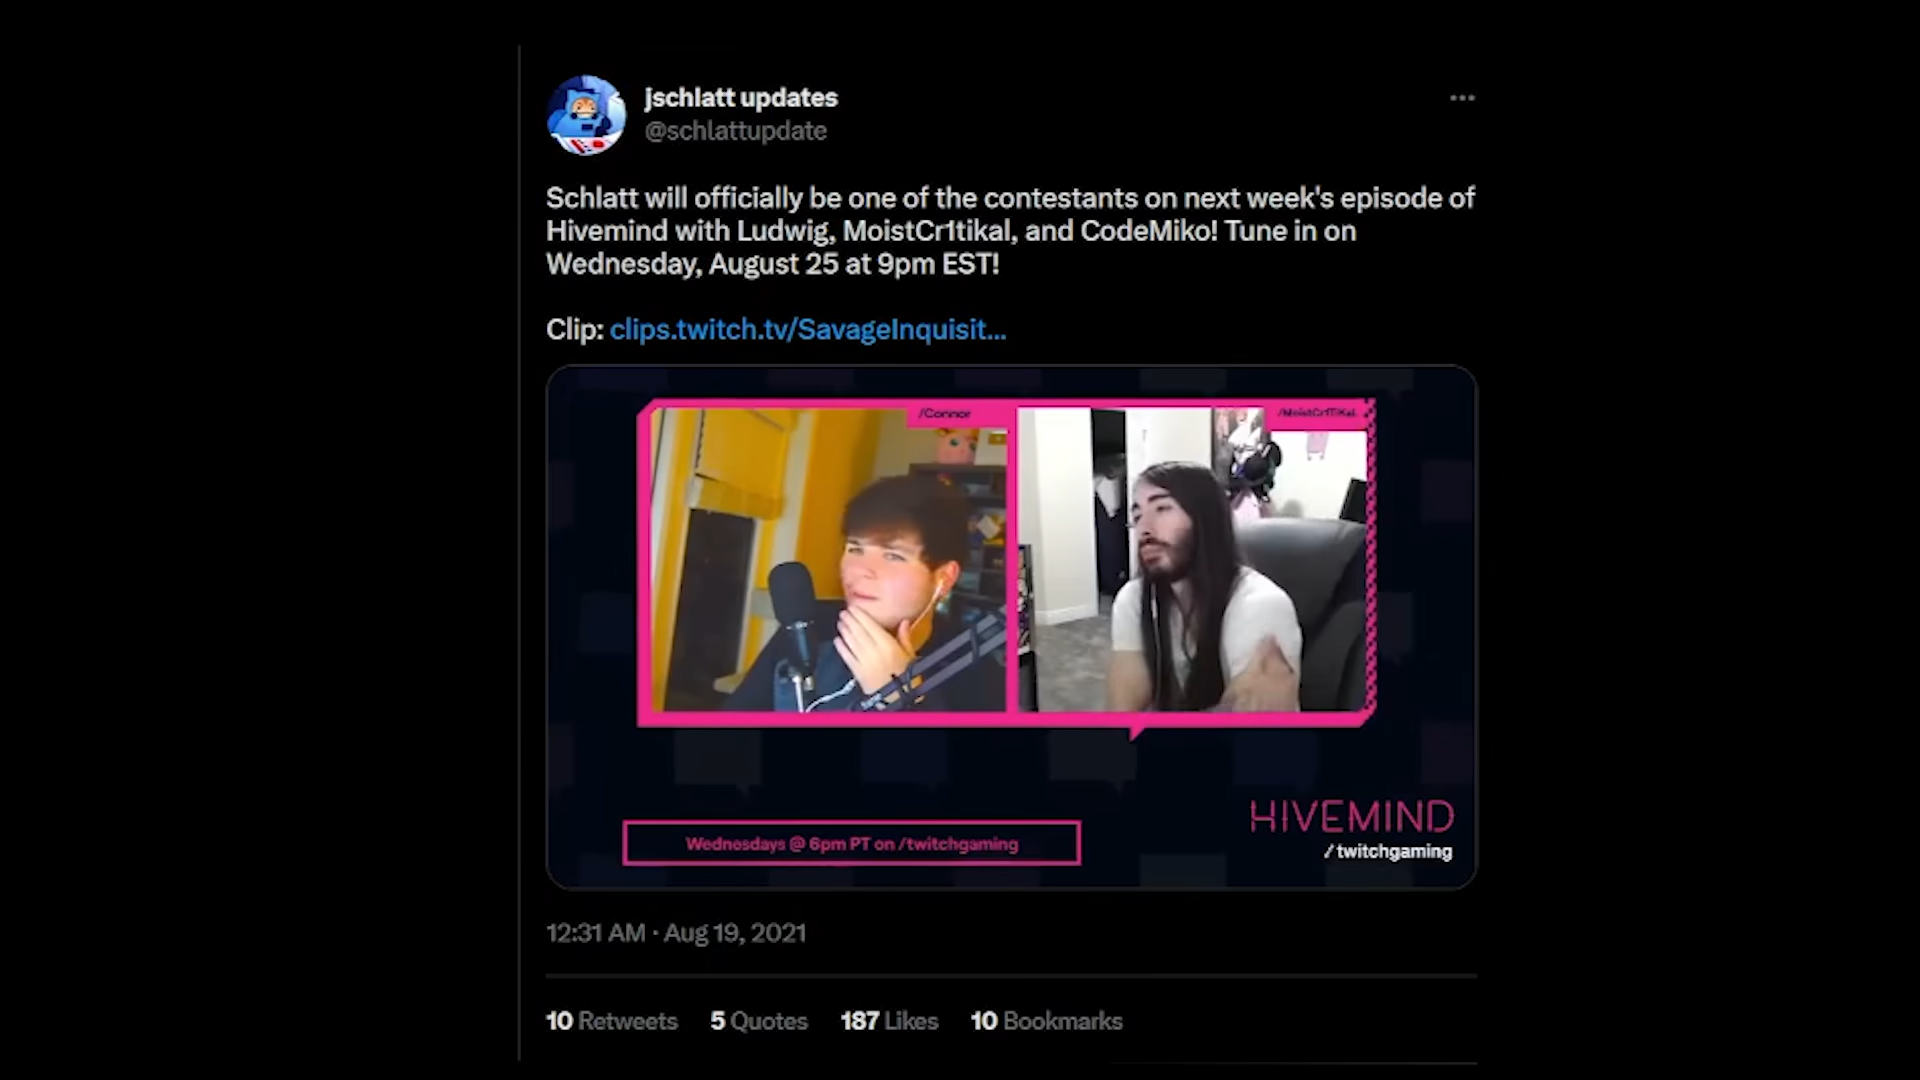 jschlatt updates
@schlattupdate
Schlatt will officially be one of the contestants on next week's episode of
Hivemind with Ludwig, MoistCr1tikal, and CodeMiko! Tune in on
Wednesday, August 25 at 9pm EST!
Clip: clips.twitch.tv/SavageInquisit...
/Connor
/MoistCr1TiKaL
Wednesdays @ 6pm PT on /twitchgaming
HIVEMIND
/twitchgaming
12:31 AM · Aug 19, 2021
10 Retweets 5 Quotes 187 Likes 10 Bookmarks